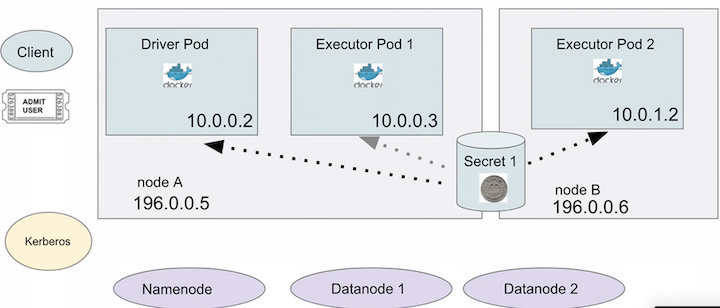 Client
ADMIT
USER
Driver Pod
docker
10.0.0.2
Executor Pod 1
docker
10.0.0.3
Executor Pod 2
docker
10.0.1.2
Secret 1
node A
196.0.0.5
node B
196.0.0.6
Kerberos
Namenode
Datanode 1
Datanode 2